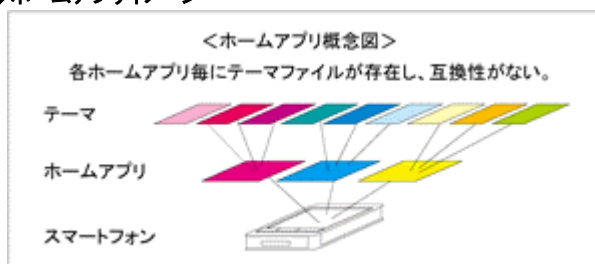 ＜ホームアプリ概念図＞
各ホームアプリ毎にテーマファイルが存在し、互換性がない。
テーマ
ホームアプリ
スマートフォン